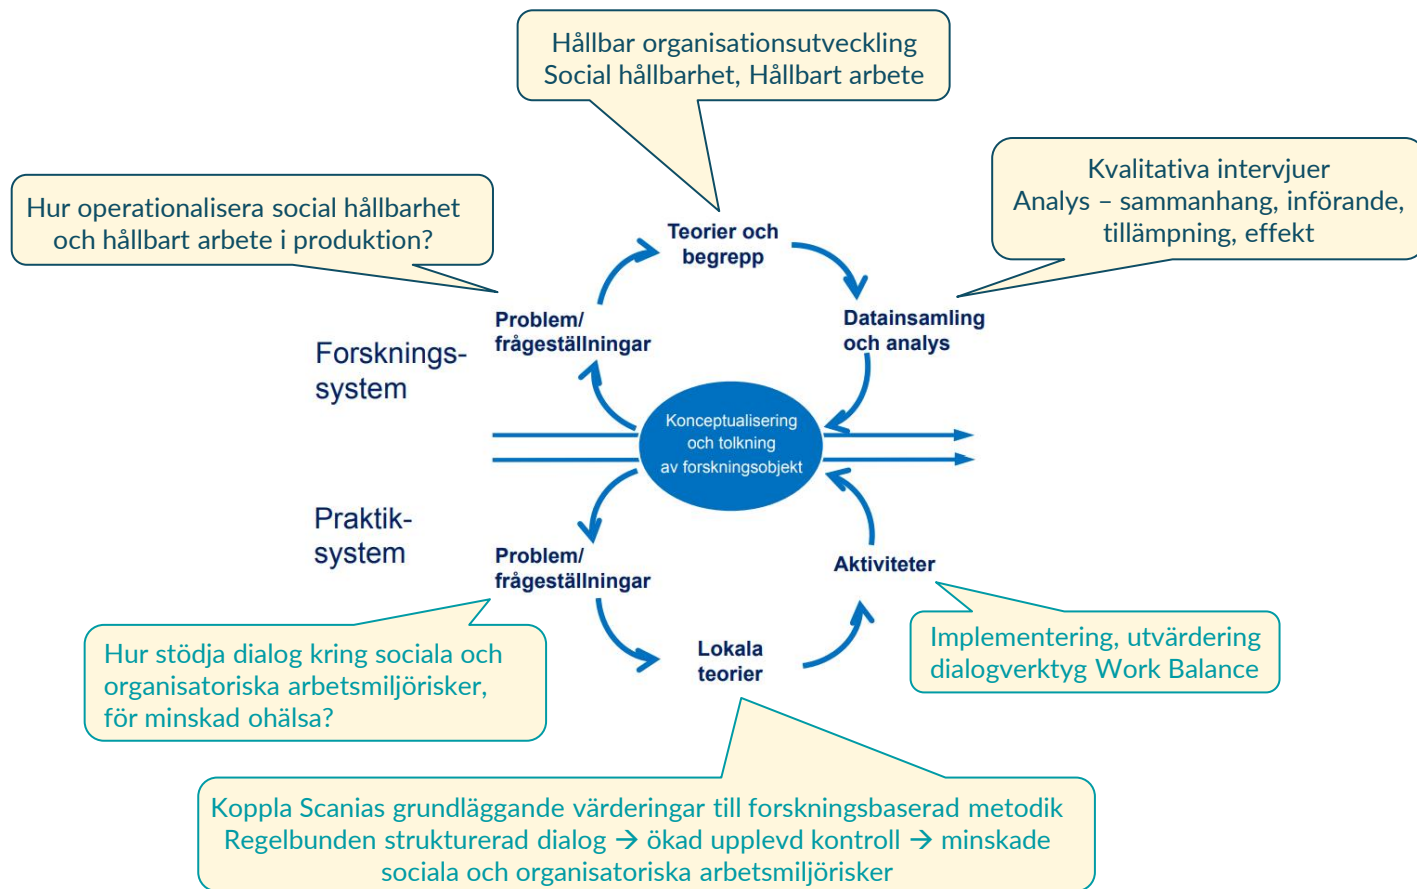 Hållbar organisationsutveckling
Social hållbarhet, Hållbart arbete
Kvalitativa intervjuer
Analys – sammanhang, införande,
tillämpning, effekt
Hur operationalisera social hållbarhet
och hållbart arbete i produktion?
Teorier och
begrepp
Problem/
frågeställningar
Datainsamling
och analys
Forsknings-
system
Konceptualisering
och tolkning
av forskningsobjekt
Praktik-
system
Problem/
frågeställningar
Aktiviteter
Lokala
teorier
Hur stödja dialog kring sociala och
organisatoriska arbetsmiljörisker,
för minskad ohälsa?
Implementering, utvärdering
dialogverktyg Work Balance
Koppla Scanias grundläggande värderingar till forskningsbaserad metodik
Regelbunden strukturerad dialog → ökad upplevd kontroll → minskade
sociala och organisatoriska arbetsmiljörisker